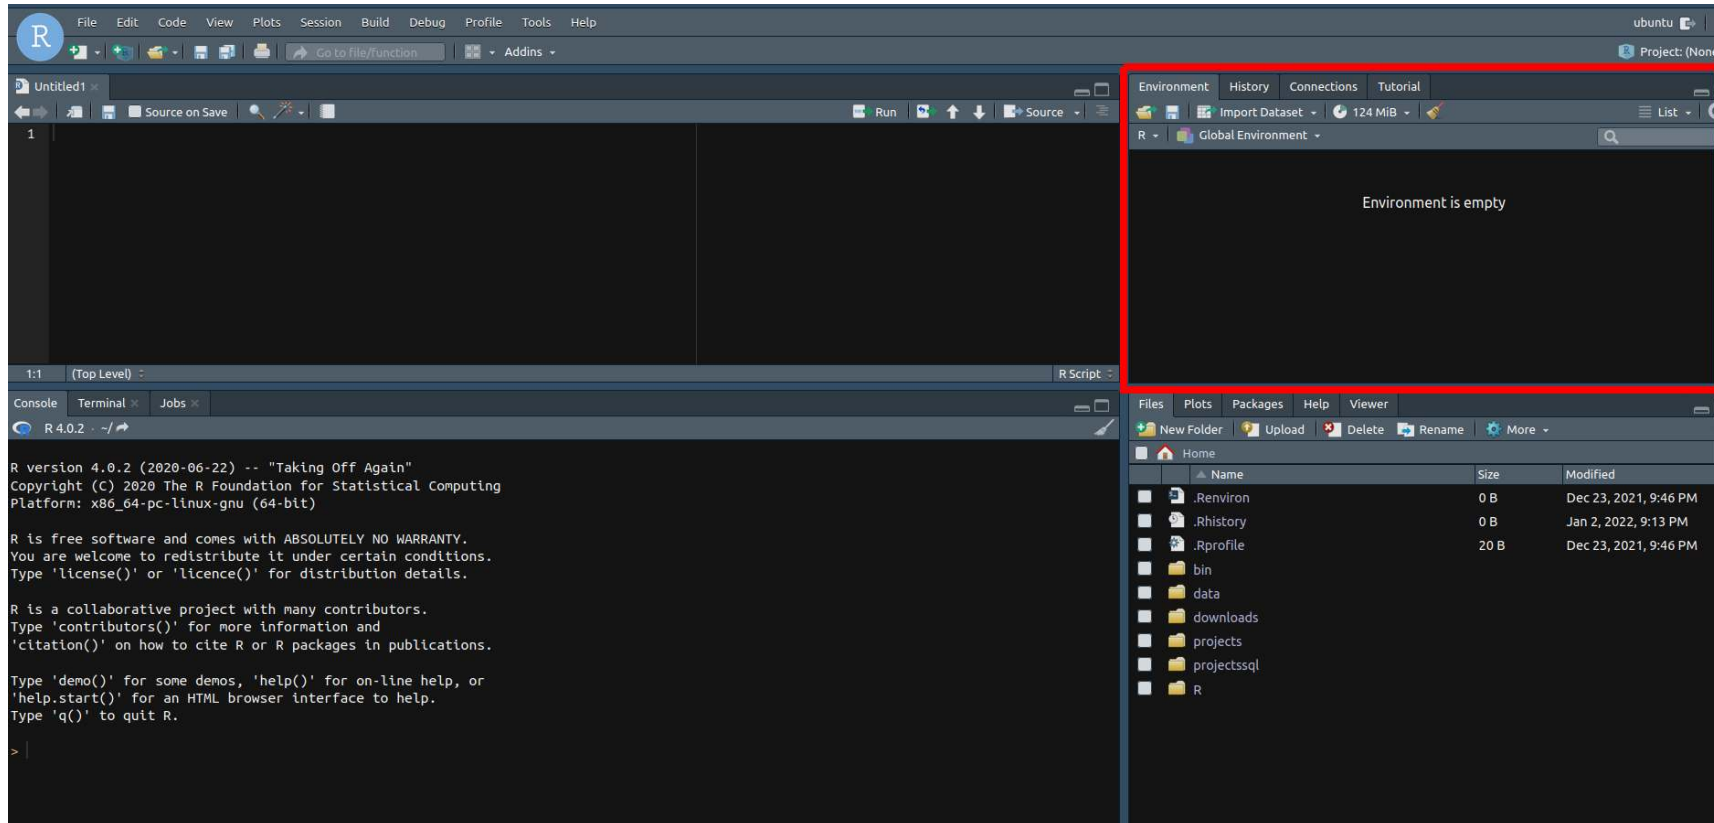 R
File Edit Code View Plots Session Build Debug Profile Tools Help
ubuntu
Go to file/function
Addins
Project: (None
Untitled1
Source on Save
Run
Source
1
1:1 (Top Level)
R Script
Environment History Connections Tutorial
Import Dataset
124 MiB
List
R
Global Environment
Environment is empty
Console Terminal Jobs
R 4.0.2 · ~/
R version 4.0.2 (2020-06-22) -- "Taking Off Again"
Copyright (C) 2020 The R Foundation for Statistical Computing
Platform: x86_64-pc-linux-gnu (64-bit)
R is free software and comes with ABSOLUTELY NO WARRANTY.
You are welcome to redistribute it under certain conditions.
Type 'license()' or 'licence()' for distribution details.
R is a collaborative project with many contributors.
Type 'contributors()' for more information and
'citation()' on how to cite R or R packages in publications.
Type 'demo()' for some demos, 'help()' for on-line help, or
'help.start()' for an HTML browser interface to help.
Type 'q()' to quit R.
>
Files Plots Packages Help Viewer
New Folder Upload Delete Rename More
Home
Name Size Modified
.Renviron 0 B Dec 23, 2021, 9:46 PM
.Rhistory 0 B Jan 2, 2022, 9:13 PM
.Rprofile 20 B Dec 23, 2021, 9:46 PM
bin
data
downloads
projects
projectssql
R